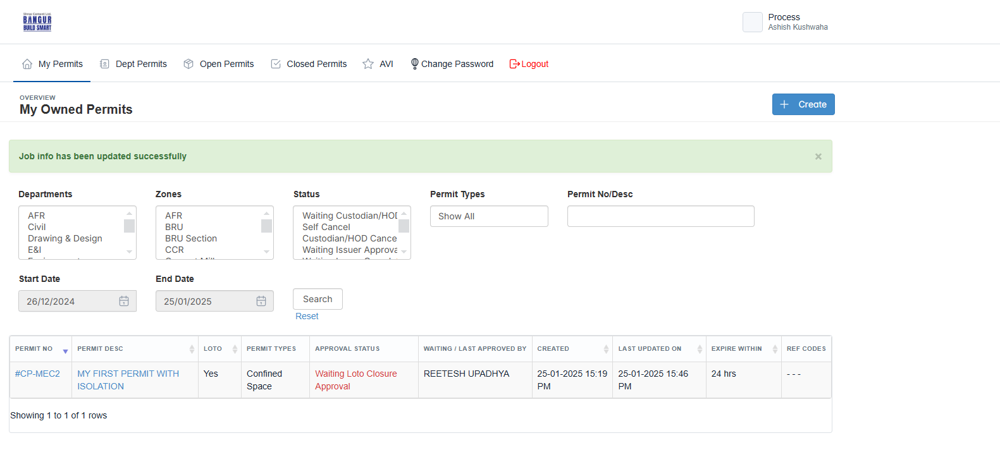 Shree Cement Ltd.
BANGUR
BUILD SMART
Process
Ashish Kushwaha
My Permits
Dept Permits
Open Permits
Closed Permits
AVI
Change Password
Logout
OVERVIEW
My Owned Permits
Create
Job info has been updated successfully
×
Departments
Zones
Status
Permit Types
Permit No/Desc
AFR
Civil
Drawing & Design
E&I
AFR
BRU
BRU Section
CCR
Waiting Custodian/HOD
Self Cancel
Custodian/HOD Cance
Waiting Issuer Approva
Show All
Start Date
End Date
26/12/2024
25/01/2025
Search
Reset
PERMIT NO PERMIT DESC LOTO PERMIT TYPES APPROVAL STATUS WAITING / LAST APPROVED BY CREATED LAST UPDATED ON EXPIRE WITHIN REF CODES
#CP-MEC2 MY FIRST PERMIT WITH Yes Confined Waiting Loto Closure REETESH UPADHYA 25-01-2025 15:19 25-01-2025 15:46 24 hrs - - -
ISOLATION Space Approval PM PM
Showing 1 to 1 of 1 rows